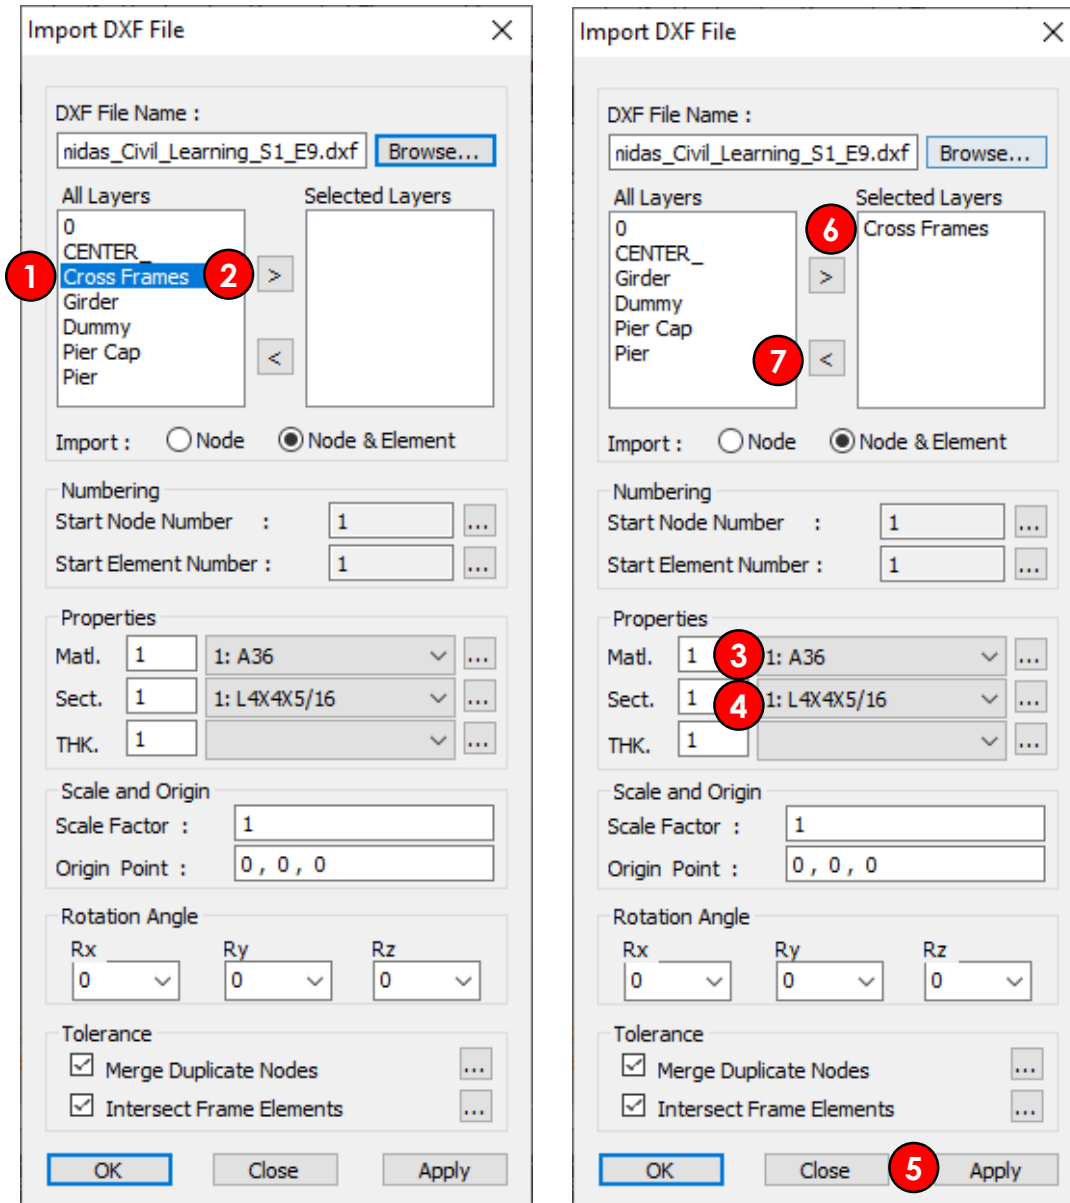 Import DXF File
DXF File Name :
nidas_Civil_Learning_S1_E9.dxf Browse...
All Layers Selected Layers
0
CENTER_
1 Cross Frames 2 >
Girder
Dummy
Pier Cap <
Pier
Import : Node Node & Element
Numbering
Start Node Number : 1 ...
Start Element Number : 1 ...
Properties
Matl. 1 1: A36 ...
Sect. 1 1: L4X4X5/16 ...
THK. 1 ...
Scale and Origin
Scale Factor : 1
Origin Point : 0 , 0 , 0
Rotation Angle
Rx Ry Rz
0 0 0
Tolerance
Merge Duplicate Nodes ...
Intersect Frame Elements ...
OK Close Apply
Import DXF File
DXF File Name :
nidas_Civil_Learning_S1_E9.dxf Browse...
All Layers Selected Layers
0 6 Cross Frames
CENTER_
Girder >
Dummy
Pier Cap
Pier 7 <
Import : Node Node & Element
Numbering
Start Node Number : 1 ...
Start Element Number : 1 ...
Properties
Matl. 1 3 1: A36 ...
Sect. 1 4 1: L4X4X5/16 ...
THK. 1 ...
Scale and Origin
Scale Factor : 1
Origin Point : 0 , 0 , 0
Rotation Angle
Rx Ry Rz
0 0 0
Tolerance
Merge Duplicate Nodes ...
Intersect Frame Elements ...
OK Close 5 Apply